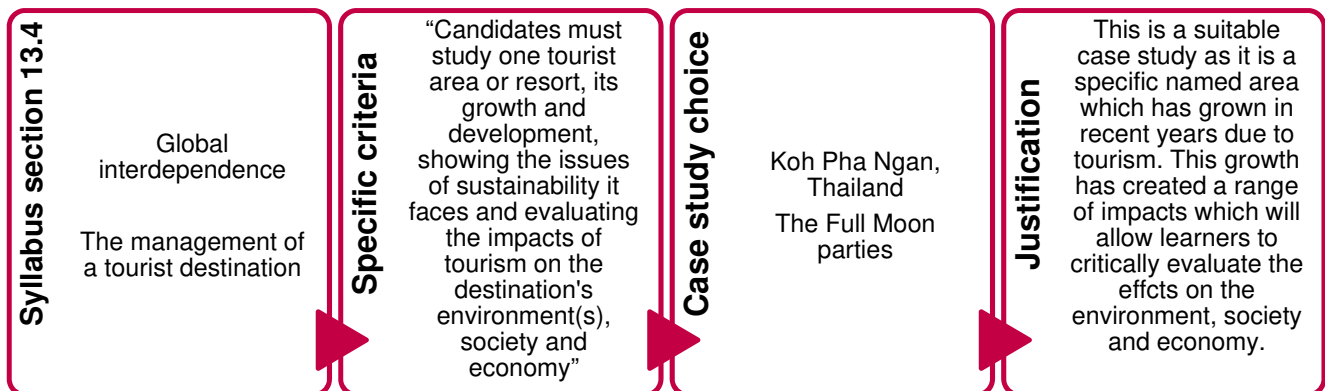 Syllabus section 13.4
Global
interdependence
The management of
a tourist destination
Specific criteria
“Candidates must
study one tourist
area or resort, its
growth and
development,
showing the issues
of sustainability it
faces and evaluating
the impacts of
tourism on the
destination's
environment(s),
society and
economy”
Case study choice
Koh Pha Ngan,
Thailand
The Full Moon
parties
Justification
This is a suitable
case study as it is a
specific named area
which has grown in
recent years due to
tourism. This growth
has created a range
of impacts which will
allow learners to
critically evaluate the
effcts on the
environment, society
and economy.